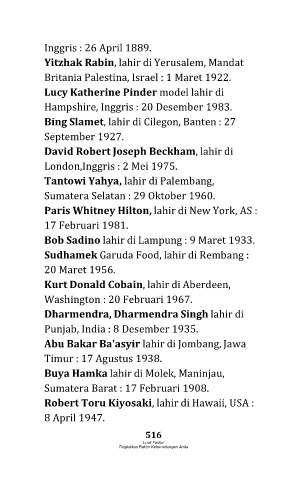 Inggris : 26 April 1889.
Yitzhak Rabin, lahir di Yerusalem, Mandat
Britania Palestina, Israel : 1 Maret 1922.
Lucy Katherine Pinder model lahir di
Hampshire, Inggris : 20 Desember 1983.
Bing Slamet, lahir di Cilegon, Banten : 27
September 1927.
David Robert Joseph Beckham, lahir di
London,Inggris : 2 Mei 1975.
Tantowi Yahya, lahir di Palembang,
Sumatera Selatan : 29 Oktober 1960.
Paris Whitney Hilton, lahir di New York, AS :
17 Februari 1981.
Bob Sadino lahir di Lampung : 9 Maret 1933.
Sudhamek Garuda Food, lahir di Rembang :
20 Maret 1956.
Kurt Donald Cobain, lahir di Aberdeen,
Washington : 20 Februari 1967.
Dharmendra, Dharmendra Singh lahir di
Punjab, India : 8 Desember 1935.
Abu Bakar Ba'asyir lahir di Jombang, Jawa
Timur : 17 Agustus 1938.
Buya Hamka lahir di Molek, Maninjau,
Sumatera Barat : 17 Februari 1908.
Robert Toru Kiyosaki, lahir di Hawaii, USA :
8 April 1947.
516
Luck Factor
Tingkatkan Faktor Keberuntungan Anda